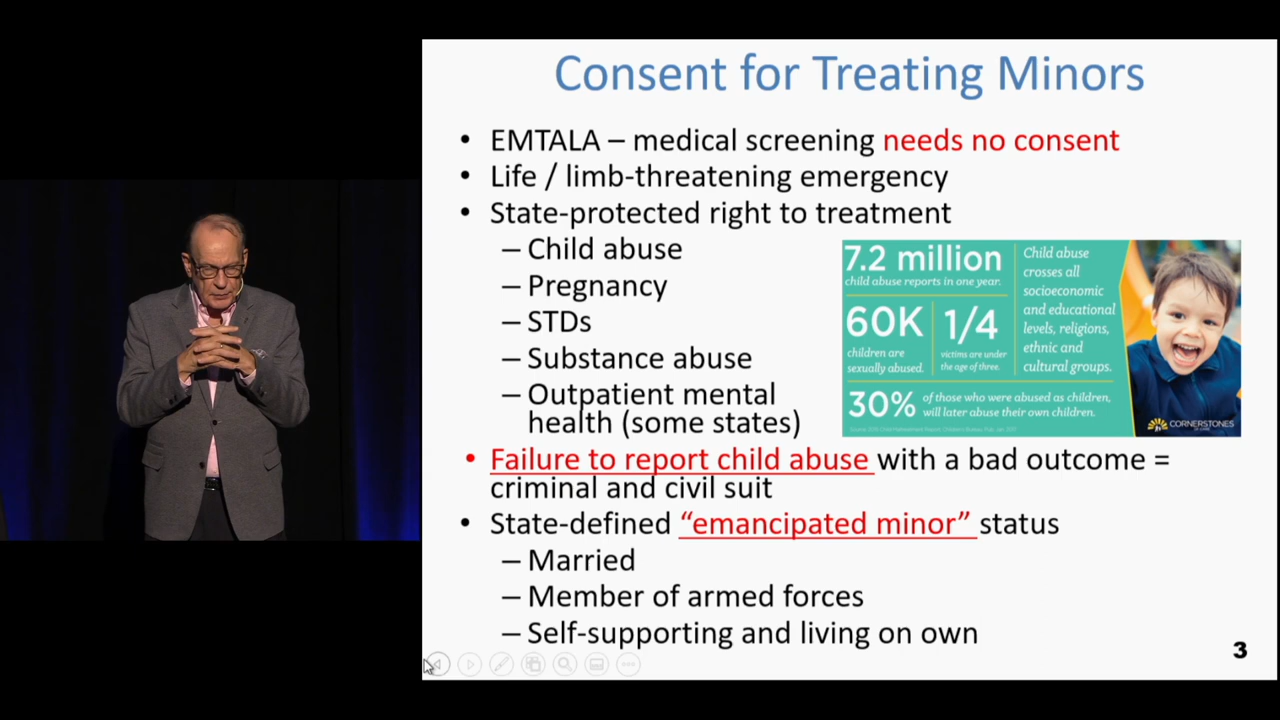 Consent for Treating Minors
• EMTALA – medical screening needs no consent
• Life / limb-threatening emergency
• State-protected right to treatment
– Child abuse
– Pregnancy
– STDs
– Substance abuse
– Outpatient mental
health (some states)
7.2 million
child abuse reports in one year.
60K
children are
sexually abused.
1/4
victims are under
the age of three.
Child abuse
crosses all
socioeconomic
and educational
levels, religions,
ethnic and
cultural groups.
30%
of those who were abused as children,
will later abuse their own children.
CORNERSTONES
• Failure to report child abuse with a bad outcome =
criminal and civil suit
• State-defined “emancipated minor” status
– Married
– Member of armed forces
– Self-supporting and living on own
3